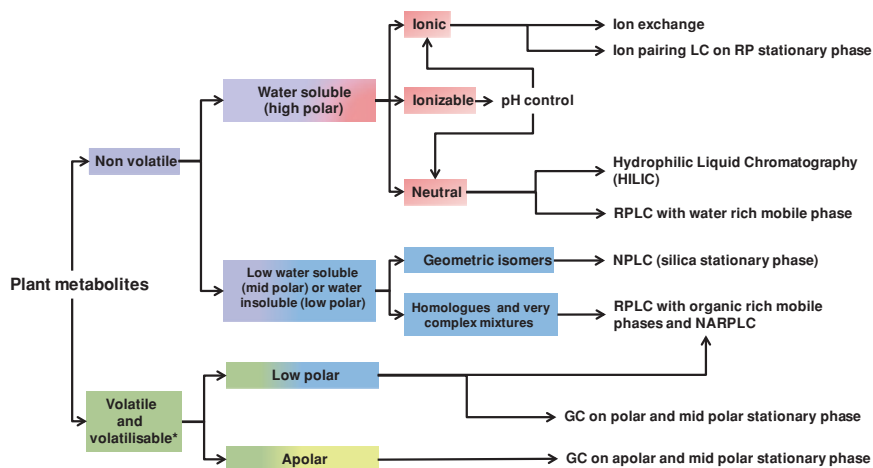 Plant metabolites
Non volatile
Water soluble
(high polar)
Ionic
Ion exchange
Ion pairing LC on RP stationary phase
Ionizable
pH control
Neutral
Hydrophilic Liquid Chromatography
(HILIC)
RPLC with water rich mobile phase
Low water soluble
(mid polar) or water
insoluble (low polar)
Geometric isomers
NPLC (silica stationary phase)
Homologues and very
complex mixtures
RPLC with organic rich mobile
phases and NARPLC
Volatile
and
volatilisable*
Low polar
GC on polar and mid polar stationary phase
Apolar
GC on apolar and mid polar stationary phase